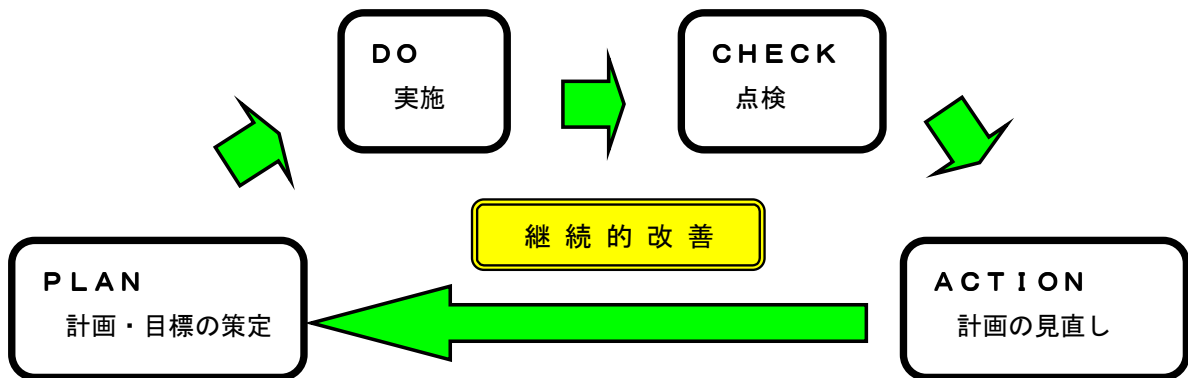 ＤＯ
実施
ＣＨＥＣＫ
点検
継続的改善
ＰＬＡＮ
計画・目標の策定
ＡＣＴＩＯＮ
計画の見直し